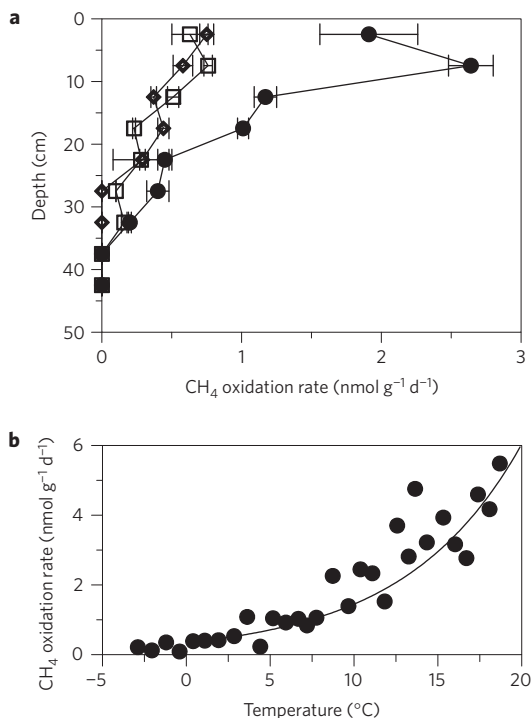 a
0
10
20
30
40
50
Depth (cm)
0 1 2 3
CH₄ oxidation rate (nmol g⁻¹ d⁻¹)
b
6
4
2
0
CH₄ oxidation rate (nmol g⁻¹ d⁻¹)
−5 0 5 10 15 20
Temperature (°C)